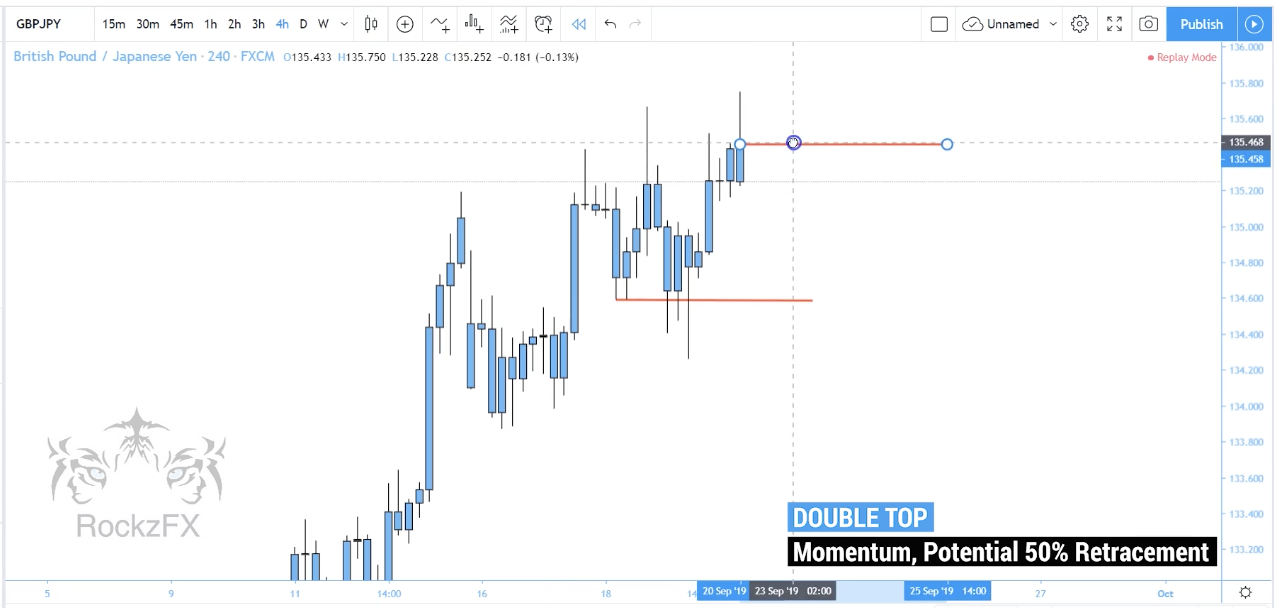 GBPJPY 15m 30m 45m 1h 2h 3h 4h D W Unnamed Publish
British Pound / Japanese Yen · 240 · FXCM O135.433 H135.750 L135.228 C135.252 -0.181 (-0.13%)
Replay Mode
136.000
135.800
135.600
135.468
135.458
135.200
135.000
134.800
134.600
134.400
134.200
134.000
133.800
133.600
133.400
133.200
RockzFX
DOUBLE TOP
Momentum, Potential 50% Retracement
5 9 11 14:00 16 18 14 20 Sep '19 23 Sep '19 02:00 25 Sep '19 14:00 27 Oct